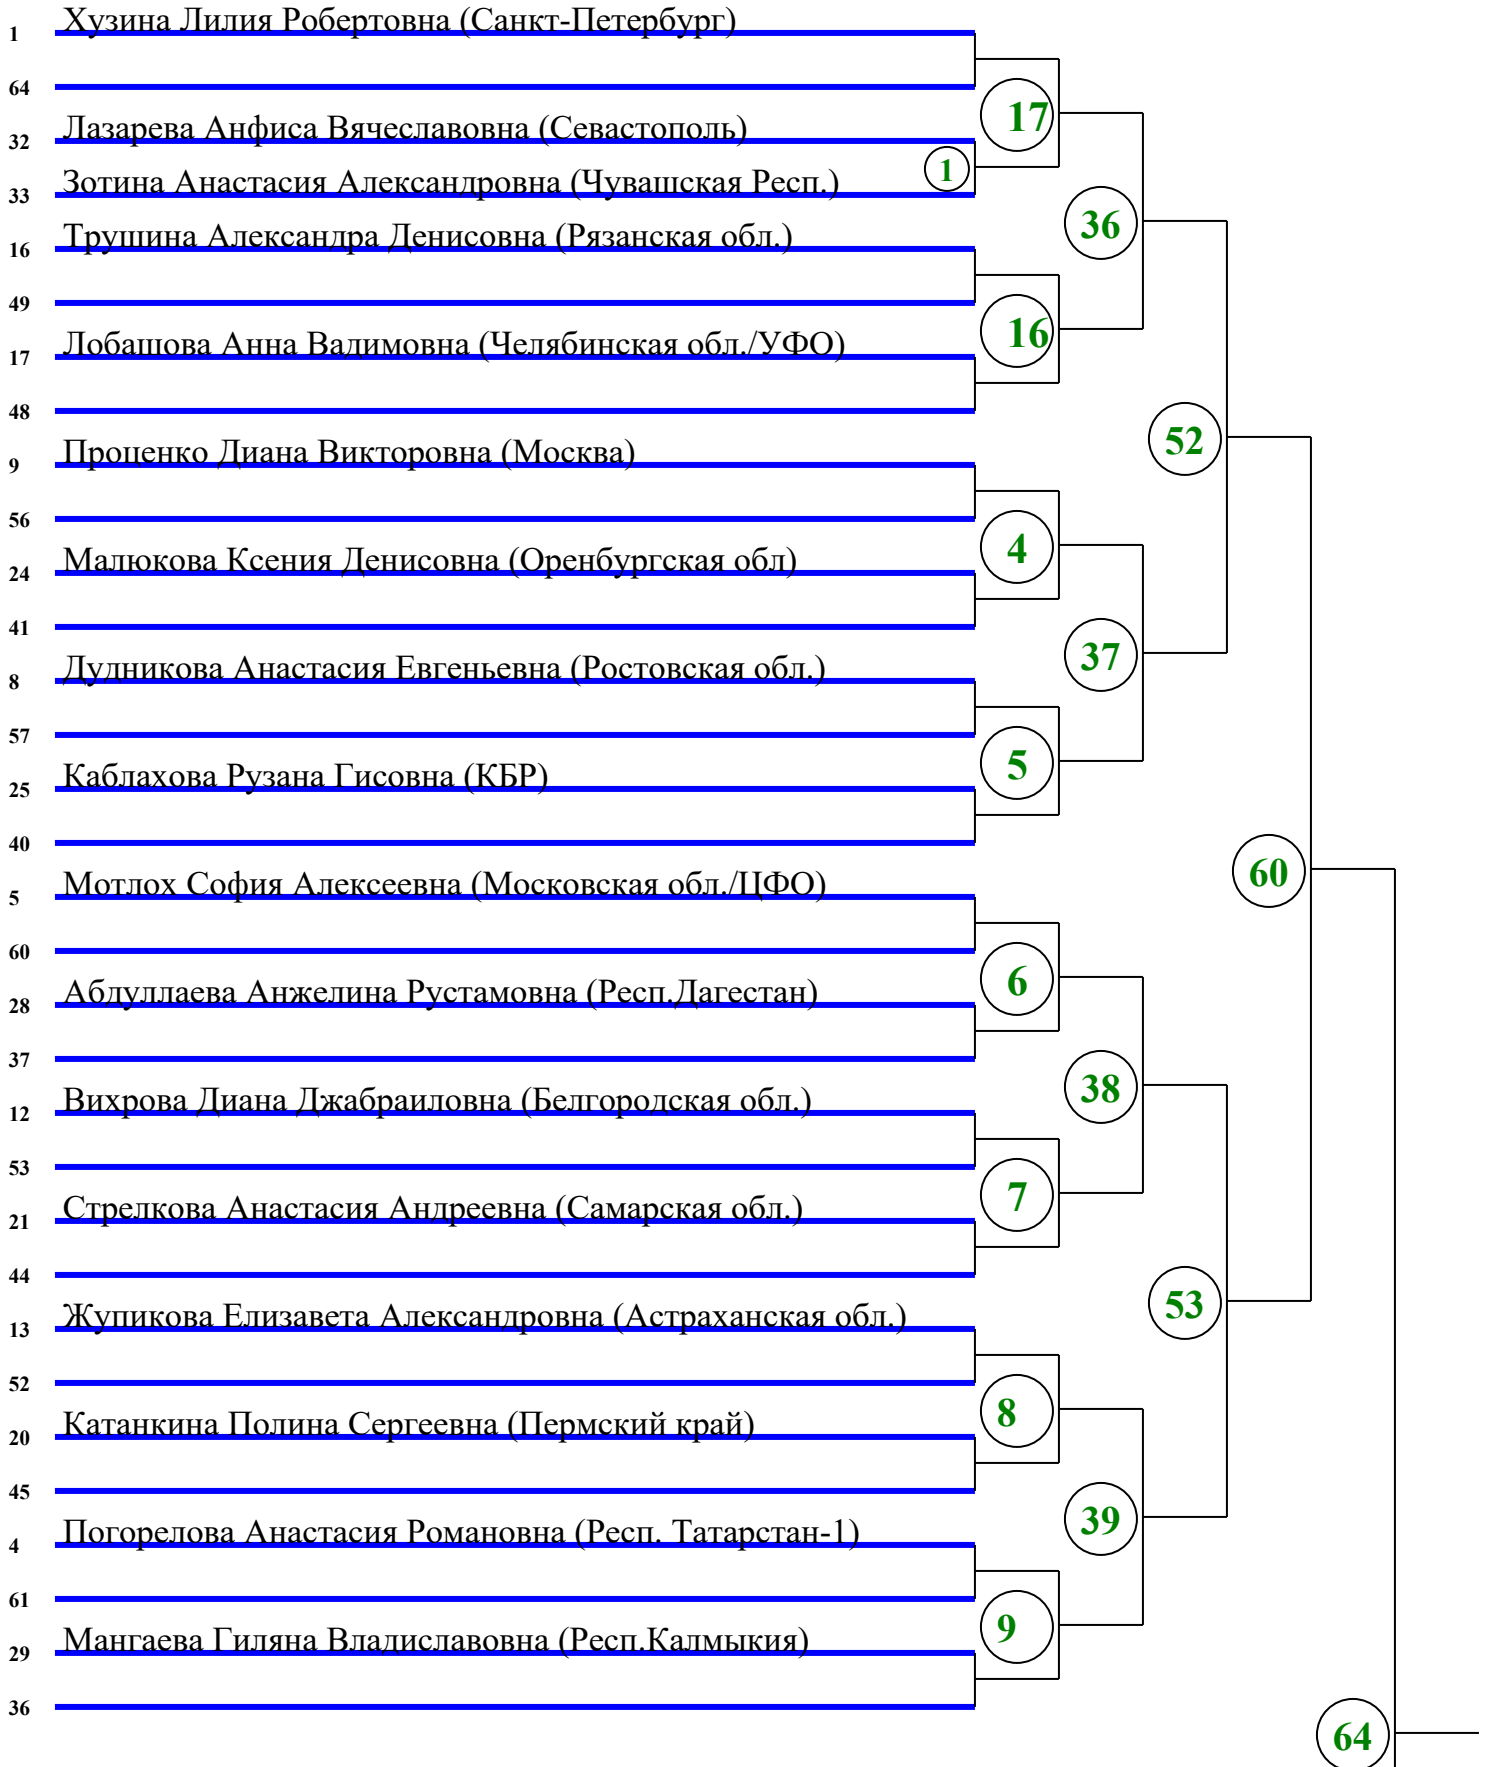 1 Хузина Лилия Робертовна (Санкт-Петербург)
64
17
32 Лазарева Анфиса Вячеславовна (Севастополь)
1
33 Зотина Анастасия Александровна (Чувашская Респ.)
36
16 Трушина Александра Денисовна (Рязанская обл.)
49
16
17 Лобашова Анна Вадимовна (Челябинская обл./УФО)
48
52
9 Проценко Диана Викторовна (Москва)
56
4
24 Малюкова Ксения Денисовна (Оренбургская обл)
41
37
8 Дудникова Анастасия Евгеньевна (Ростовская обл.)
57
5
25 Каблахова Рузана Гисовна (КБР)
40
60
5 Мотлох София Алексеевна (Московская обл./ЦФО)
60
6
28 Абдуллаева Анжелина Рустамовна (Респ.Дагестан)
37
38
12 Вихрова Диана Джабраиловна (Белгородская обл.)
53
7
21 Стрелкова Анастасия Андреевна (Самарская обл.)
44
53
13 Жупикова Елизавета Александровна (Астраханская обл.)
52
8
20 Катанкина Полина Сергеевна (Пермский край)
45
39
4 Погорелова Анастасия Романовна (Респ. Татарстан-1)
61
9
29 Мангаева Гиляна Владиславовна (Респ.Калмыкия)
36
64